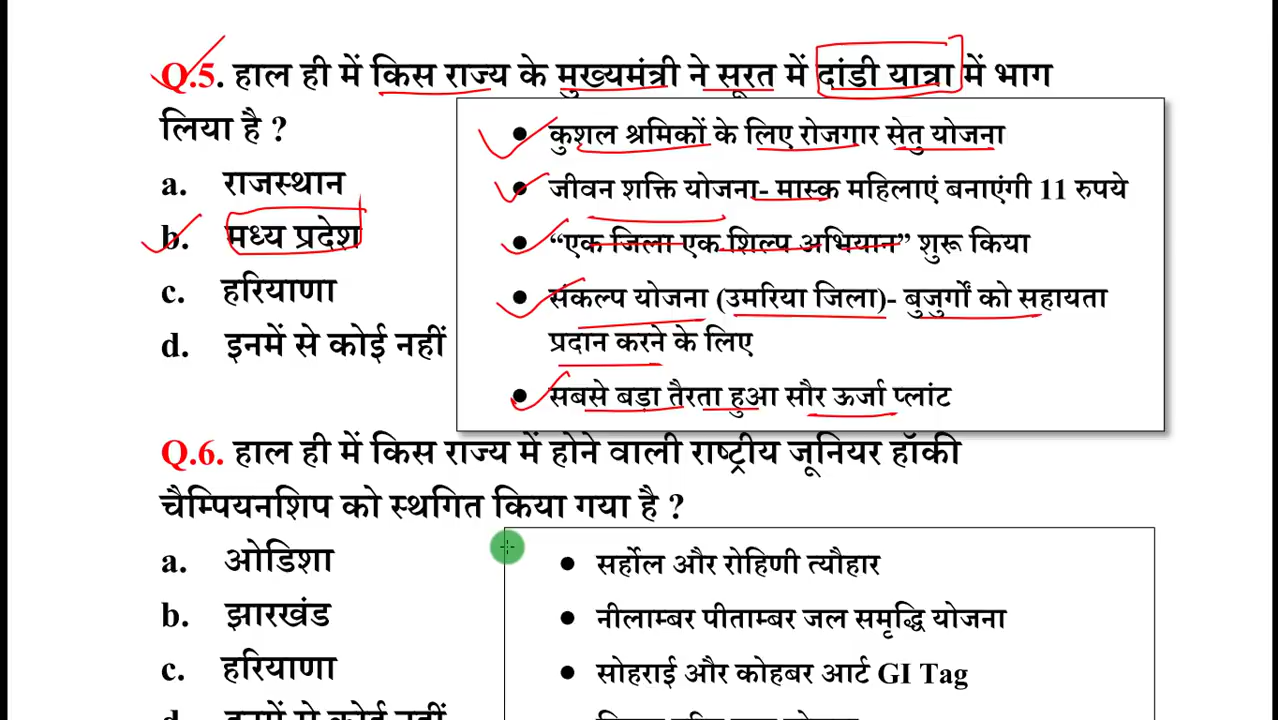 Q.5. हाल ही में किस राज्य के मुख्यमंत्री ने सूरत में दांडी यात्रा में भाग
लिया है ?
a. राजस्थान
b. मध्य प्रदेश
c. हरियाणा
d. इनमें से कोई नहीं
• कुशल श्रमिकों के लिए रोजगार सेतु योजना
• जीवन शक्ति योजना- मास्क महिलाएं बनाएंगी 11 रुपये
• “एक जिला एक शिल्प अभियान” शुरू किया
• संकल्प योजना (उमरिया जिला)- बुजुर्गों को सहायता
प्रदान करने के लिए
• सबसे बड़ा तैरता हुआ सौर ऊर्जा प्लांट
Q.6. हाल ही में किस राज्य में होने वाली राष्ट्रीय जूनियर हॉकी
चैम्पियनशिप को स्थगित किया गया है ?
a. ओडिशा
b. झारखंड
c. हरियाणा
d. इनमें से कोई नहीं
• सर्होल और रोहिणी त्यौहार
• नीलाम्बर पीताम्बर जल समृद्धि योजना
• सोहराई और कोहबर आर्ट GI Tag